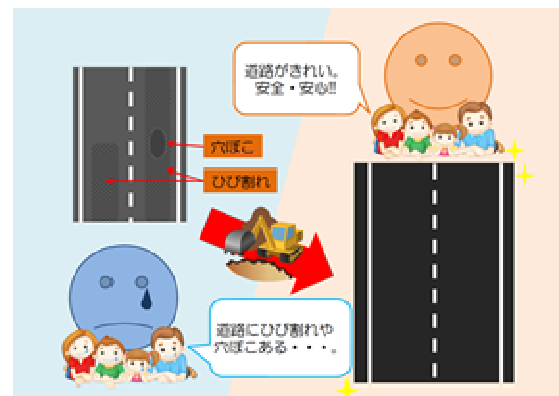 道路がきれい。
安全・安心!!
穴ぼこ
ひび割れ
道路にひび割れや
穴ぼこある・・・。